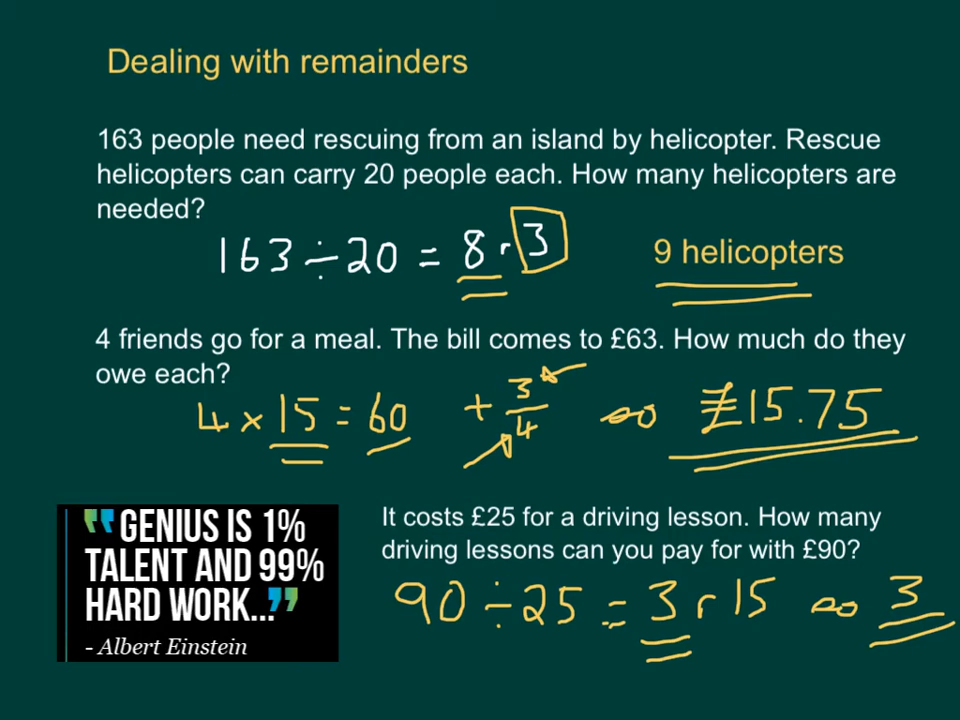 Dealing with remainders
163 people need rescuing from an island by helicopter. Rescue
helicopters can carry 20 people each. How many helicopters are
needed?
163 ÷ 20 = 8 r 3
9 helicopters
4 friends go for a meal. The bill comes to £63. How much do they
owe each?
4 × 15 = 60 + 3/4 so £15.75
"GENIUS IS 1%
TALENT AND 99%
HARD WORK..."
- Albert Einstein
It costs £25 for a driving lesson. How many
driving lessons can you pay for with £90?
90 ÷ 25 = 3 r 15 so 3